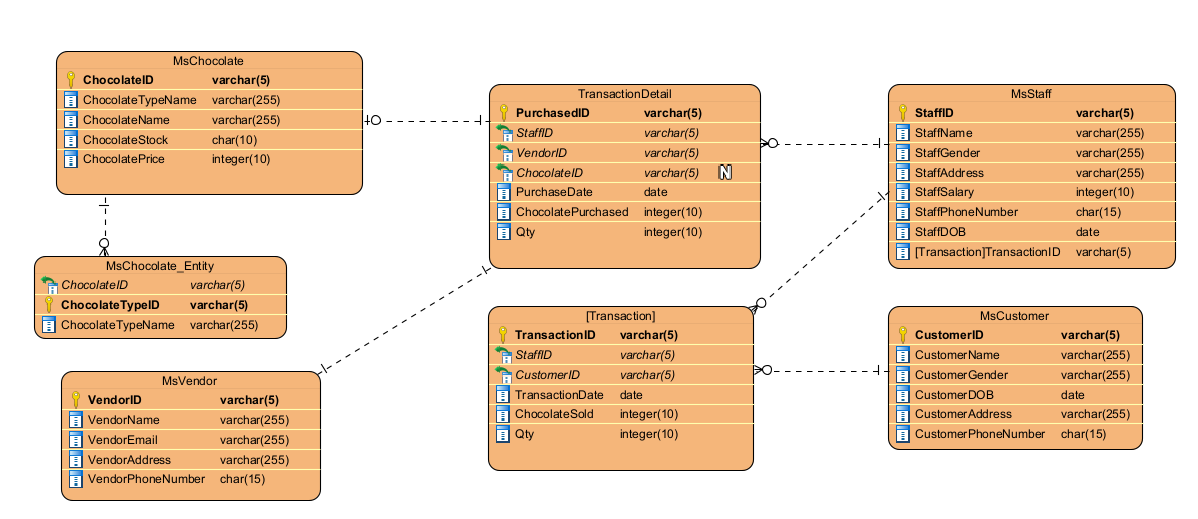 MsChocolate
ChocolateID varchar(5)
ChocolateTypeName varchar(255)
ChocolateName varchar(255)
ChocolateStock char(10)
ChocolatePrice integer(10)
MsChocolate_Entity
ChocolateID varchar(5)
ChocolateTypeID varchar(5)
ChocolateTypeName varchar(255)
MsVendor
VendorID varchar(5)
VendorName varchar(255)
VendorEmail varchar(255)
VendorAddress varchar(255)
VendorPhoneNumber char(15)
TransactionDetail
PurchasedID varchar(5)
StaffID varchar(5)
VendorID varchar(5)
ChocolateID varchar(5) N
PurchaseDate date
ChocolatePurchased integer(10)
Qty integer(10)
[Transaction]
TransactionID varchar(5)
StaffID varchar(5)
CustomerID varchar(5)
TransactionDate date
ChocolateSold integer(10)
Qty integer(10)
MsStaff
StaffID varchar(5)
StaffName varchar(255)
StaffGender varchar(255)
StaffAddress varchar(255)
StaffSalary integer(10)
StaffPhoneNumber char(15)
StaffDOB date
[Transaction]TransactionID varchar(5)
MsCustomer
CustomerID varchar(5)
CustomerName varchar(255)
CustomerGender varchar(255)
CustomerDOB date
CustomerAddress varchar(255)
CustomerPhoneNumber char(15)